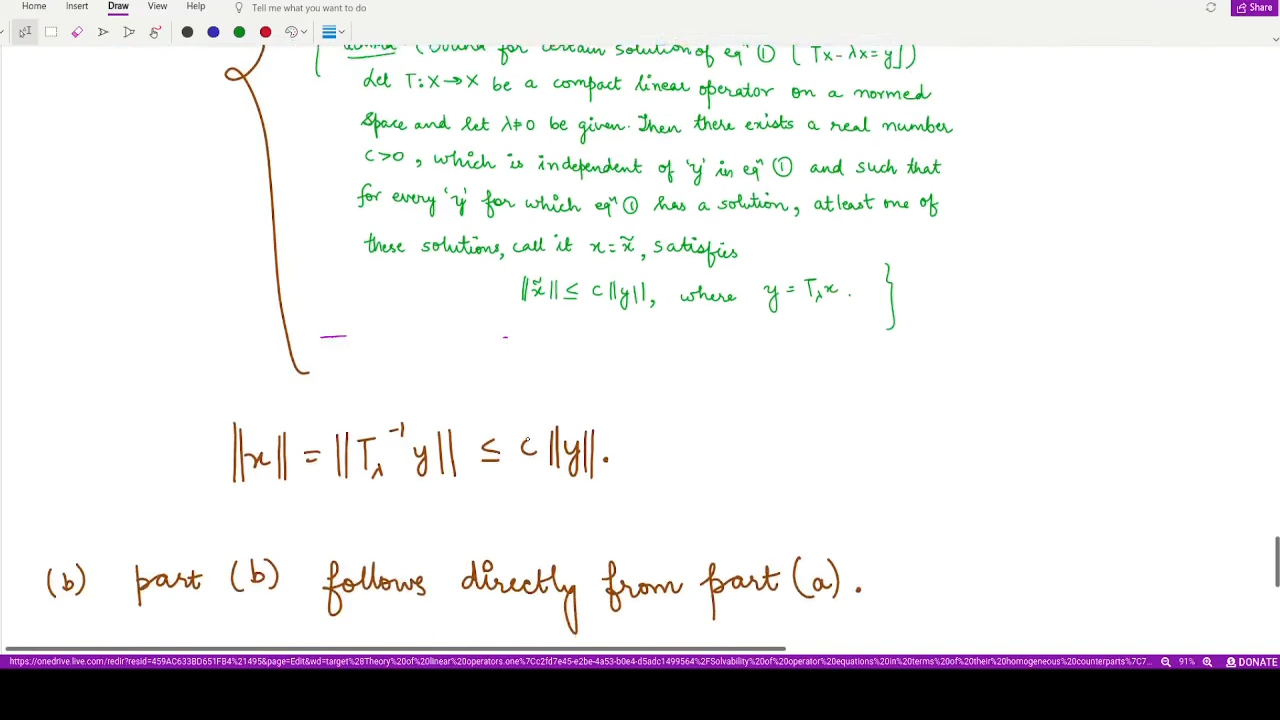 Home Insert Draw View Help Tell me what you want to do Share
(bound for certain solution of eqⁿ ① [Tx-λx=y])
Let T: X→X be a compact linear operator on a normed
space and let λ≠0 be given. Then there exists a real number
c>0, which is independent of 'y' in eqⁿ ① and such that
for every 'y' for which eqⁿ ① has a solution, atleast one of
these solutions, call it x = x̃, satisfies
||x̃|| ≤ c||y||, where y = T_λ x. }
||x|| = ||T_λ⁻¹ y|| ≤ c||y||.
(b) part (b) follows directly from part (a).
91% DONATE